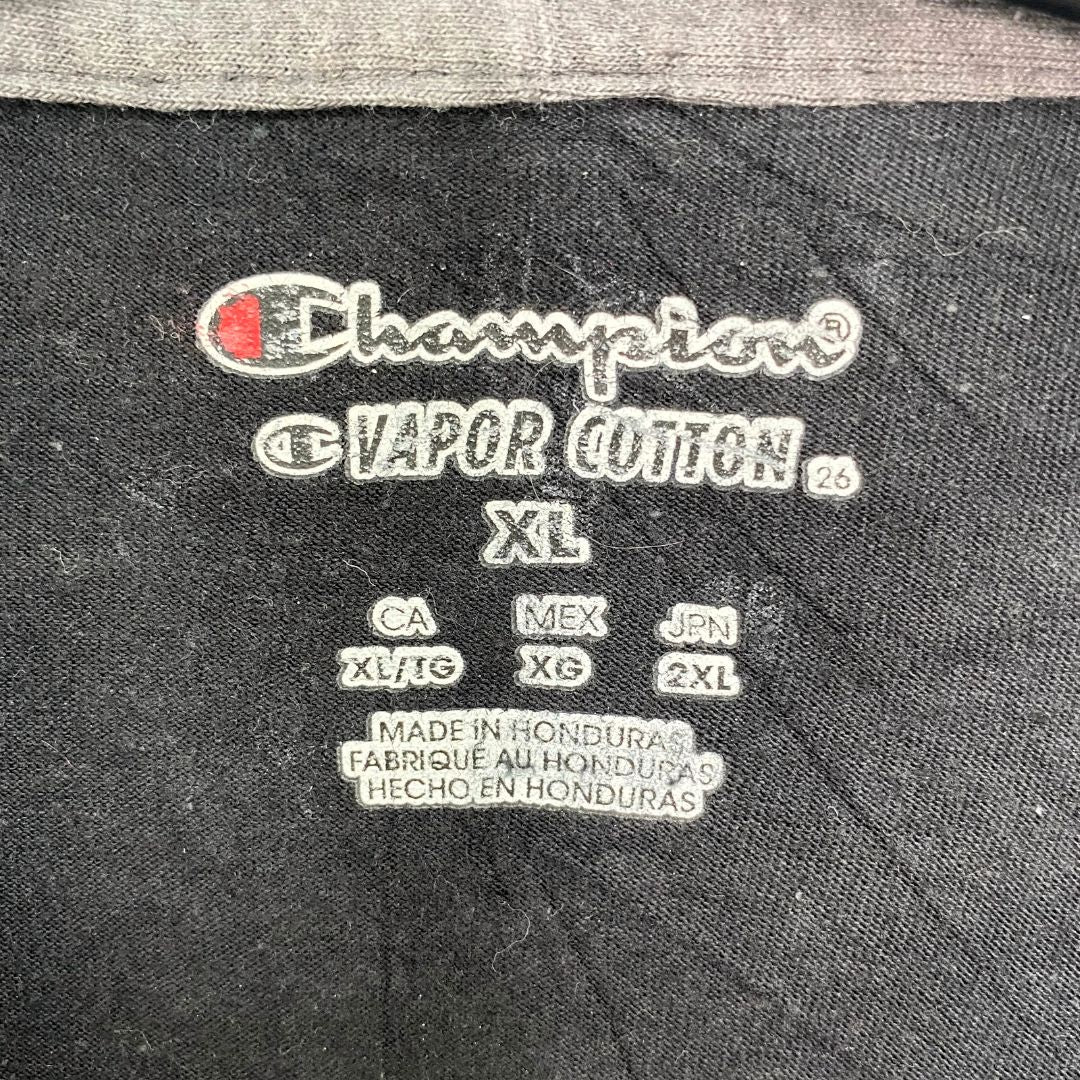 Champion®
VAPOR COTTON 26
XL
CA MEX JPN
XL/TG XG 2XL
MADE IN HONDURAS
FABRIQUÉ AU HONDURAS
HECHO EN HONDURAS